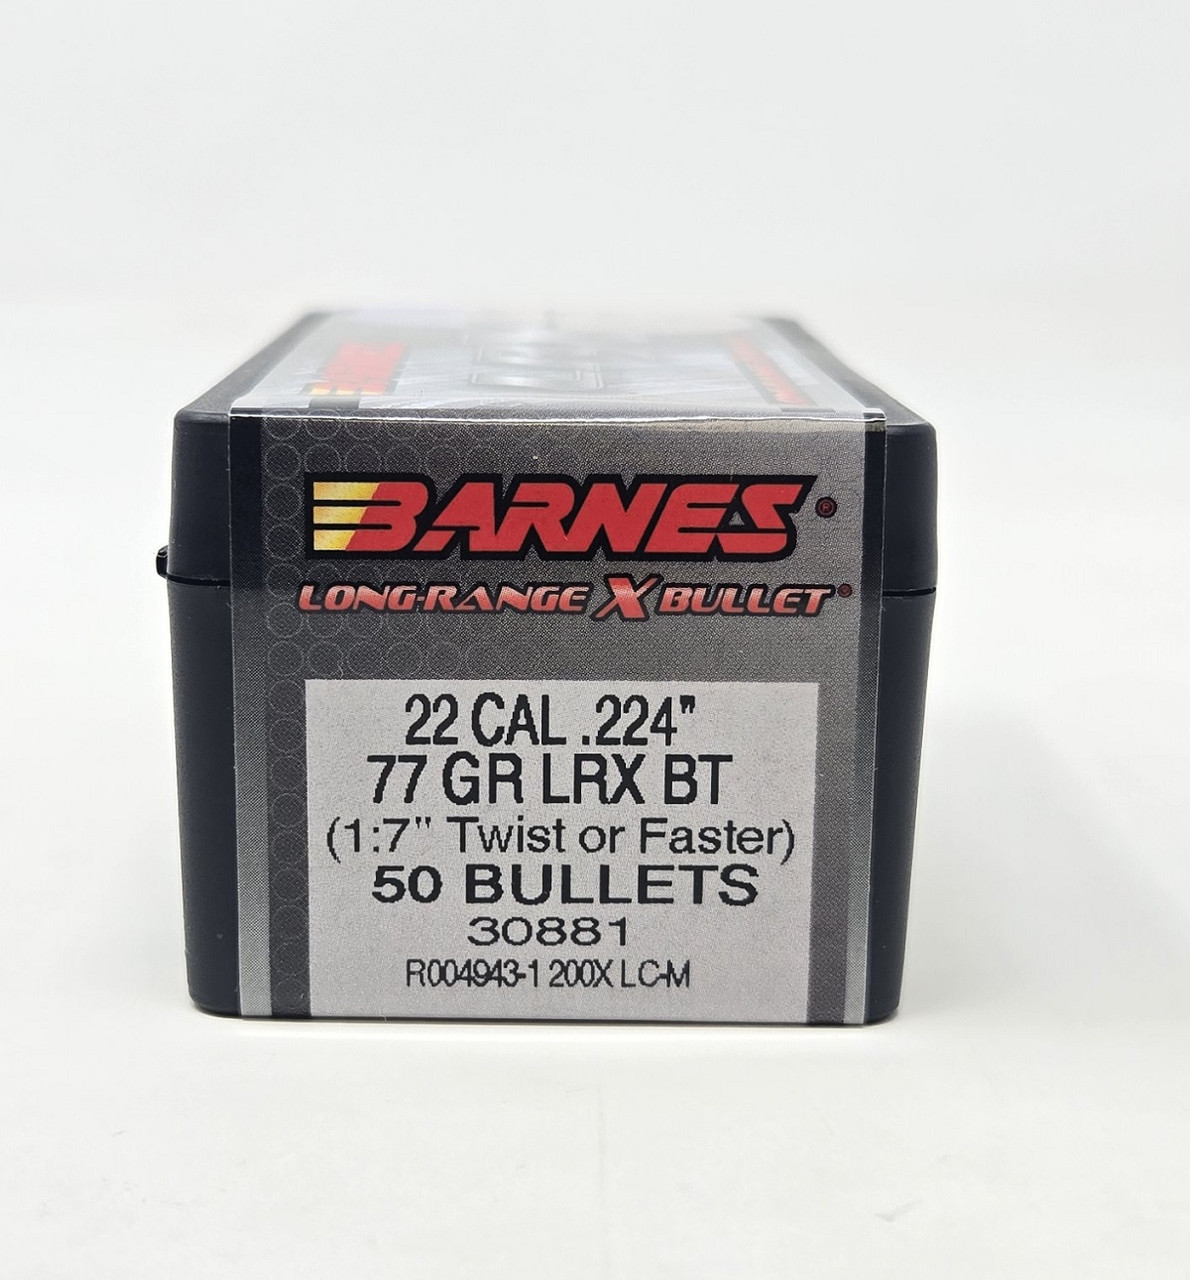 BARNES®
LONG-RANGE X BULLET®
22 CAL .224"
77 GR LRX BT
(1:7" Twist or Faster)
50 BULLETS
30881
R004943-1 200X LC-M